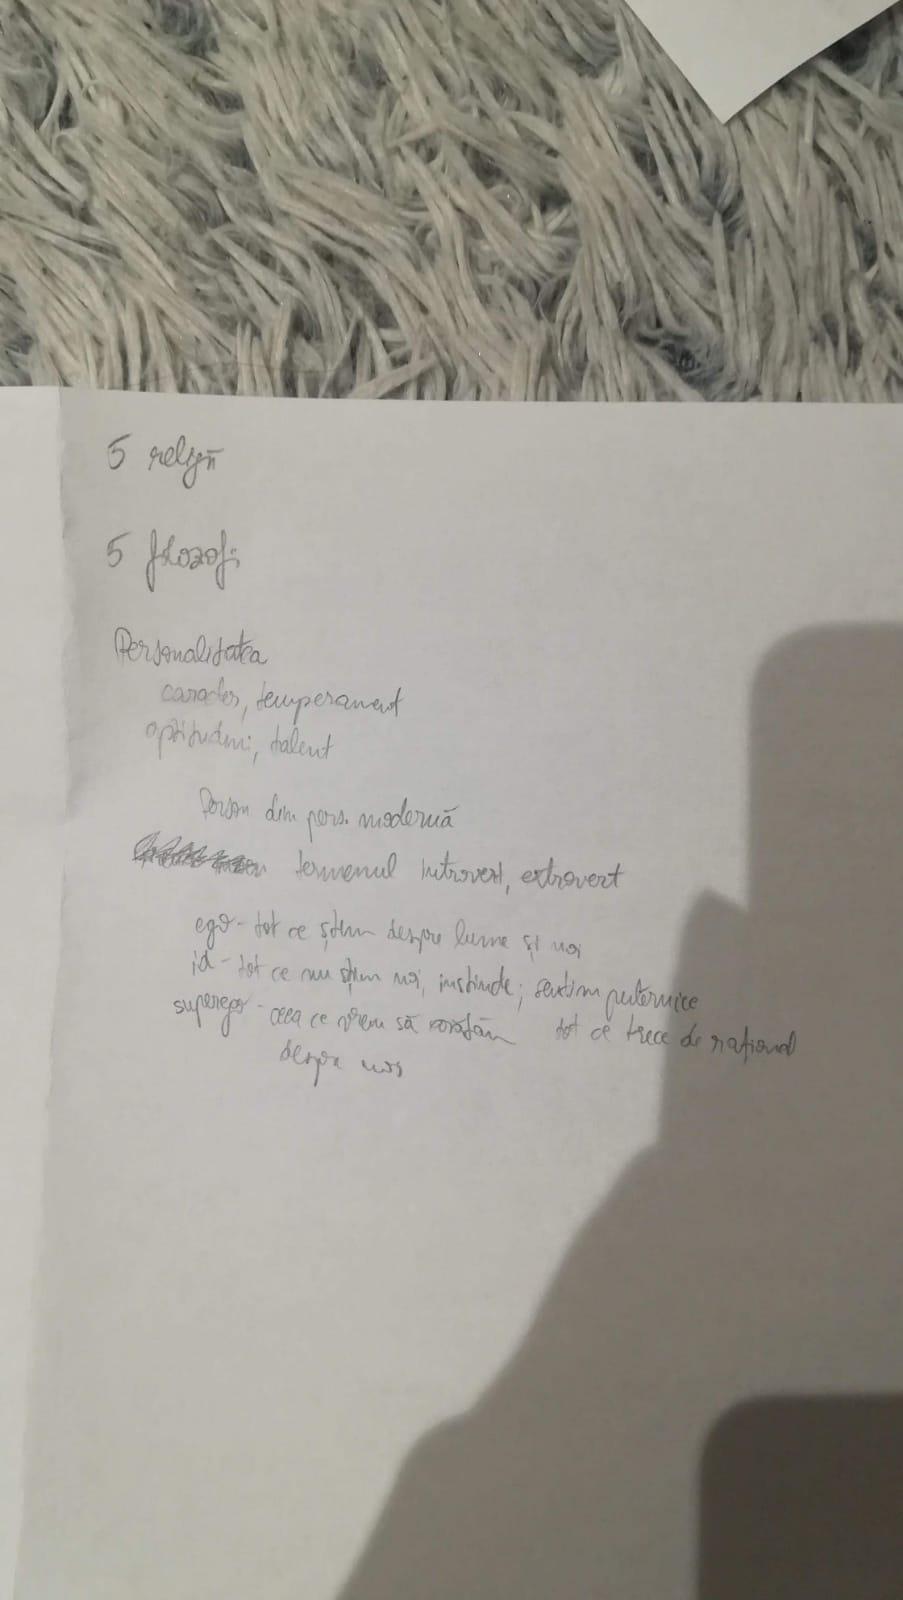 5 religii
5 filozofi
Personalitatea
caracter, temperament
aptitudini, talent
Person din pers. modernă
termenul introvert, extrovert
ego - tot ce știm despre lume și noi
id - tot ce nu știm noi, instincte; sentim puternice
superego - ceea ce vrem să arătăm tot ce trece de rațional
despre noi